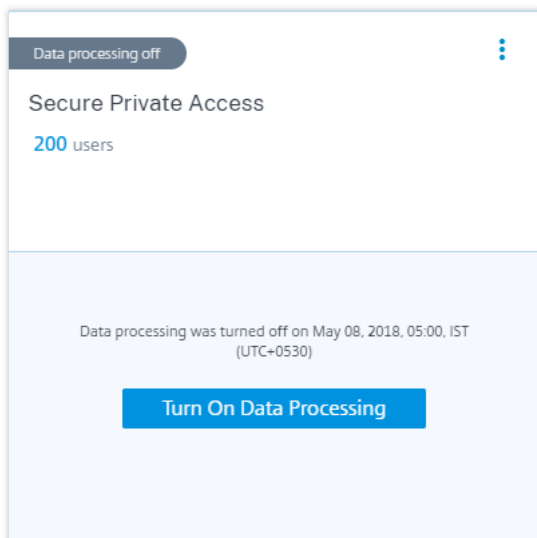 Data processing off
Secure Private Access
200 users
Data processing was turned off on May 08, 2018, 05:00, IST
(UTC+0530)
Turn On Data Processing